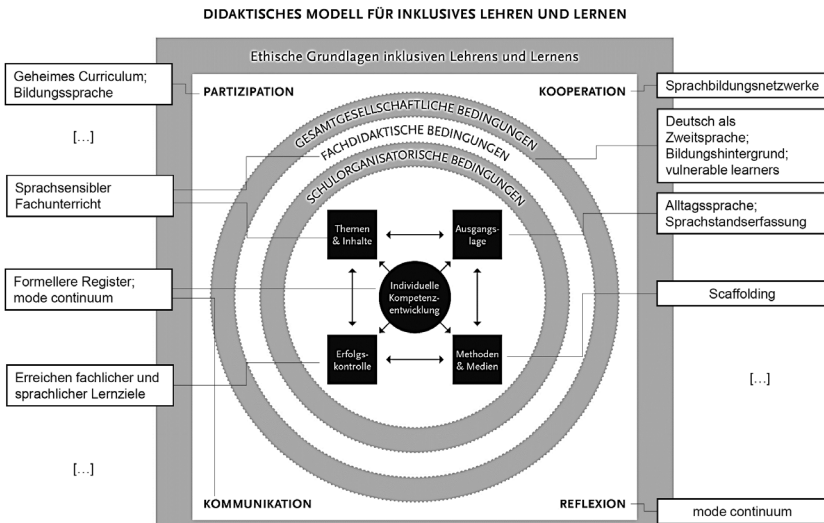 DIDAKTISCHES MODELL FÜR INKLUSIVES LEHREN UND LERNEN
Ethische Grundlagen inklusiven Lehrens und Lernens
Geheimes Curriculum;
Bildungssprache
[...]
Sprachsensibler
Fachunterricht
Formellere Register;
mode continuum
Erreichen fachlicher und
sprachlicher Lernziele
[...]
PARTIZIPATION
KOOPERATION
GESAMTGESELLSCHAFTLICHE BEDINGUNGEN
FACHDIDAKTISCHE BEDINGUNGEN
SCHULORGANISATORISCHE BEDINGUNGEN
Themen
& Inhalte
Ausgangs-
lage
Individuelle
Kompetenz-
entwicklung
Erfolgs-
kontrolle
Methoden
& Medien
KOMMUNIKATION
REFLEXION
Sprachbildungsnetzwerke
Deutsch als
Zweitsprache;
Bildungshintergrund;
vulnerable learners
Alltagssprache;
Sprachstandserfassung
Scaffolding
[...]
mode continuum